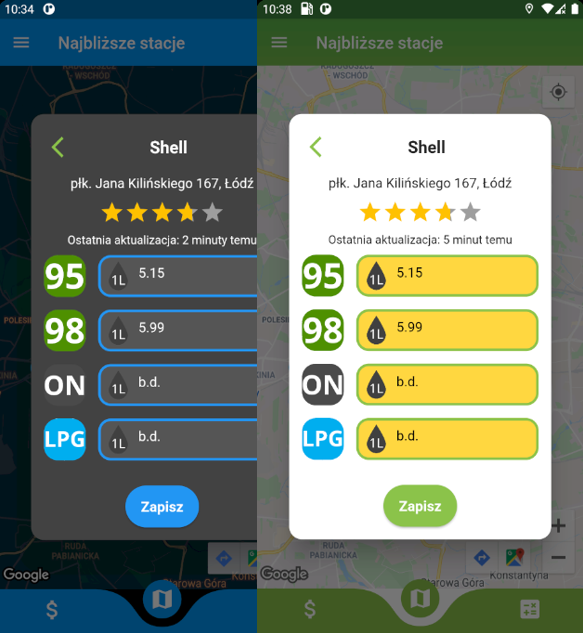 10:34
Najbliższe stacje
RADOGOSZCZ
-WSCHÓD
Shell
płk. Jana Kilińskiego 167, Łódź
Ostatnia aktualizacja: 2 minuty temu
95
1L
5.15
98
1L
5.99
ON
1L
b.d.
LPG
1L
b.d.
Zapisz
POLESIE
RUDA
PABIANICKA
Google
Starowa Góra
$
10:38
Najbliższe stacje
-WSCHÓD
Shell
płk. Jana Kilińskiego 167, Łódź
Ostatnia aktualizacja: 5 minut temu
95
1L
5.15
98
1L
5.99
ON
1L
b.d.
LPG
1L
b.d.
Zapisz
RUDA
PABIANICKA
Google
Konstantyna
Starowa Góra
+
−
$